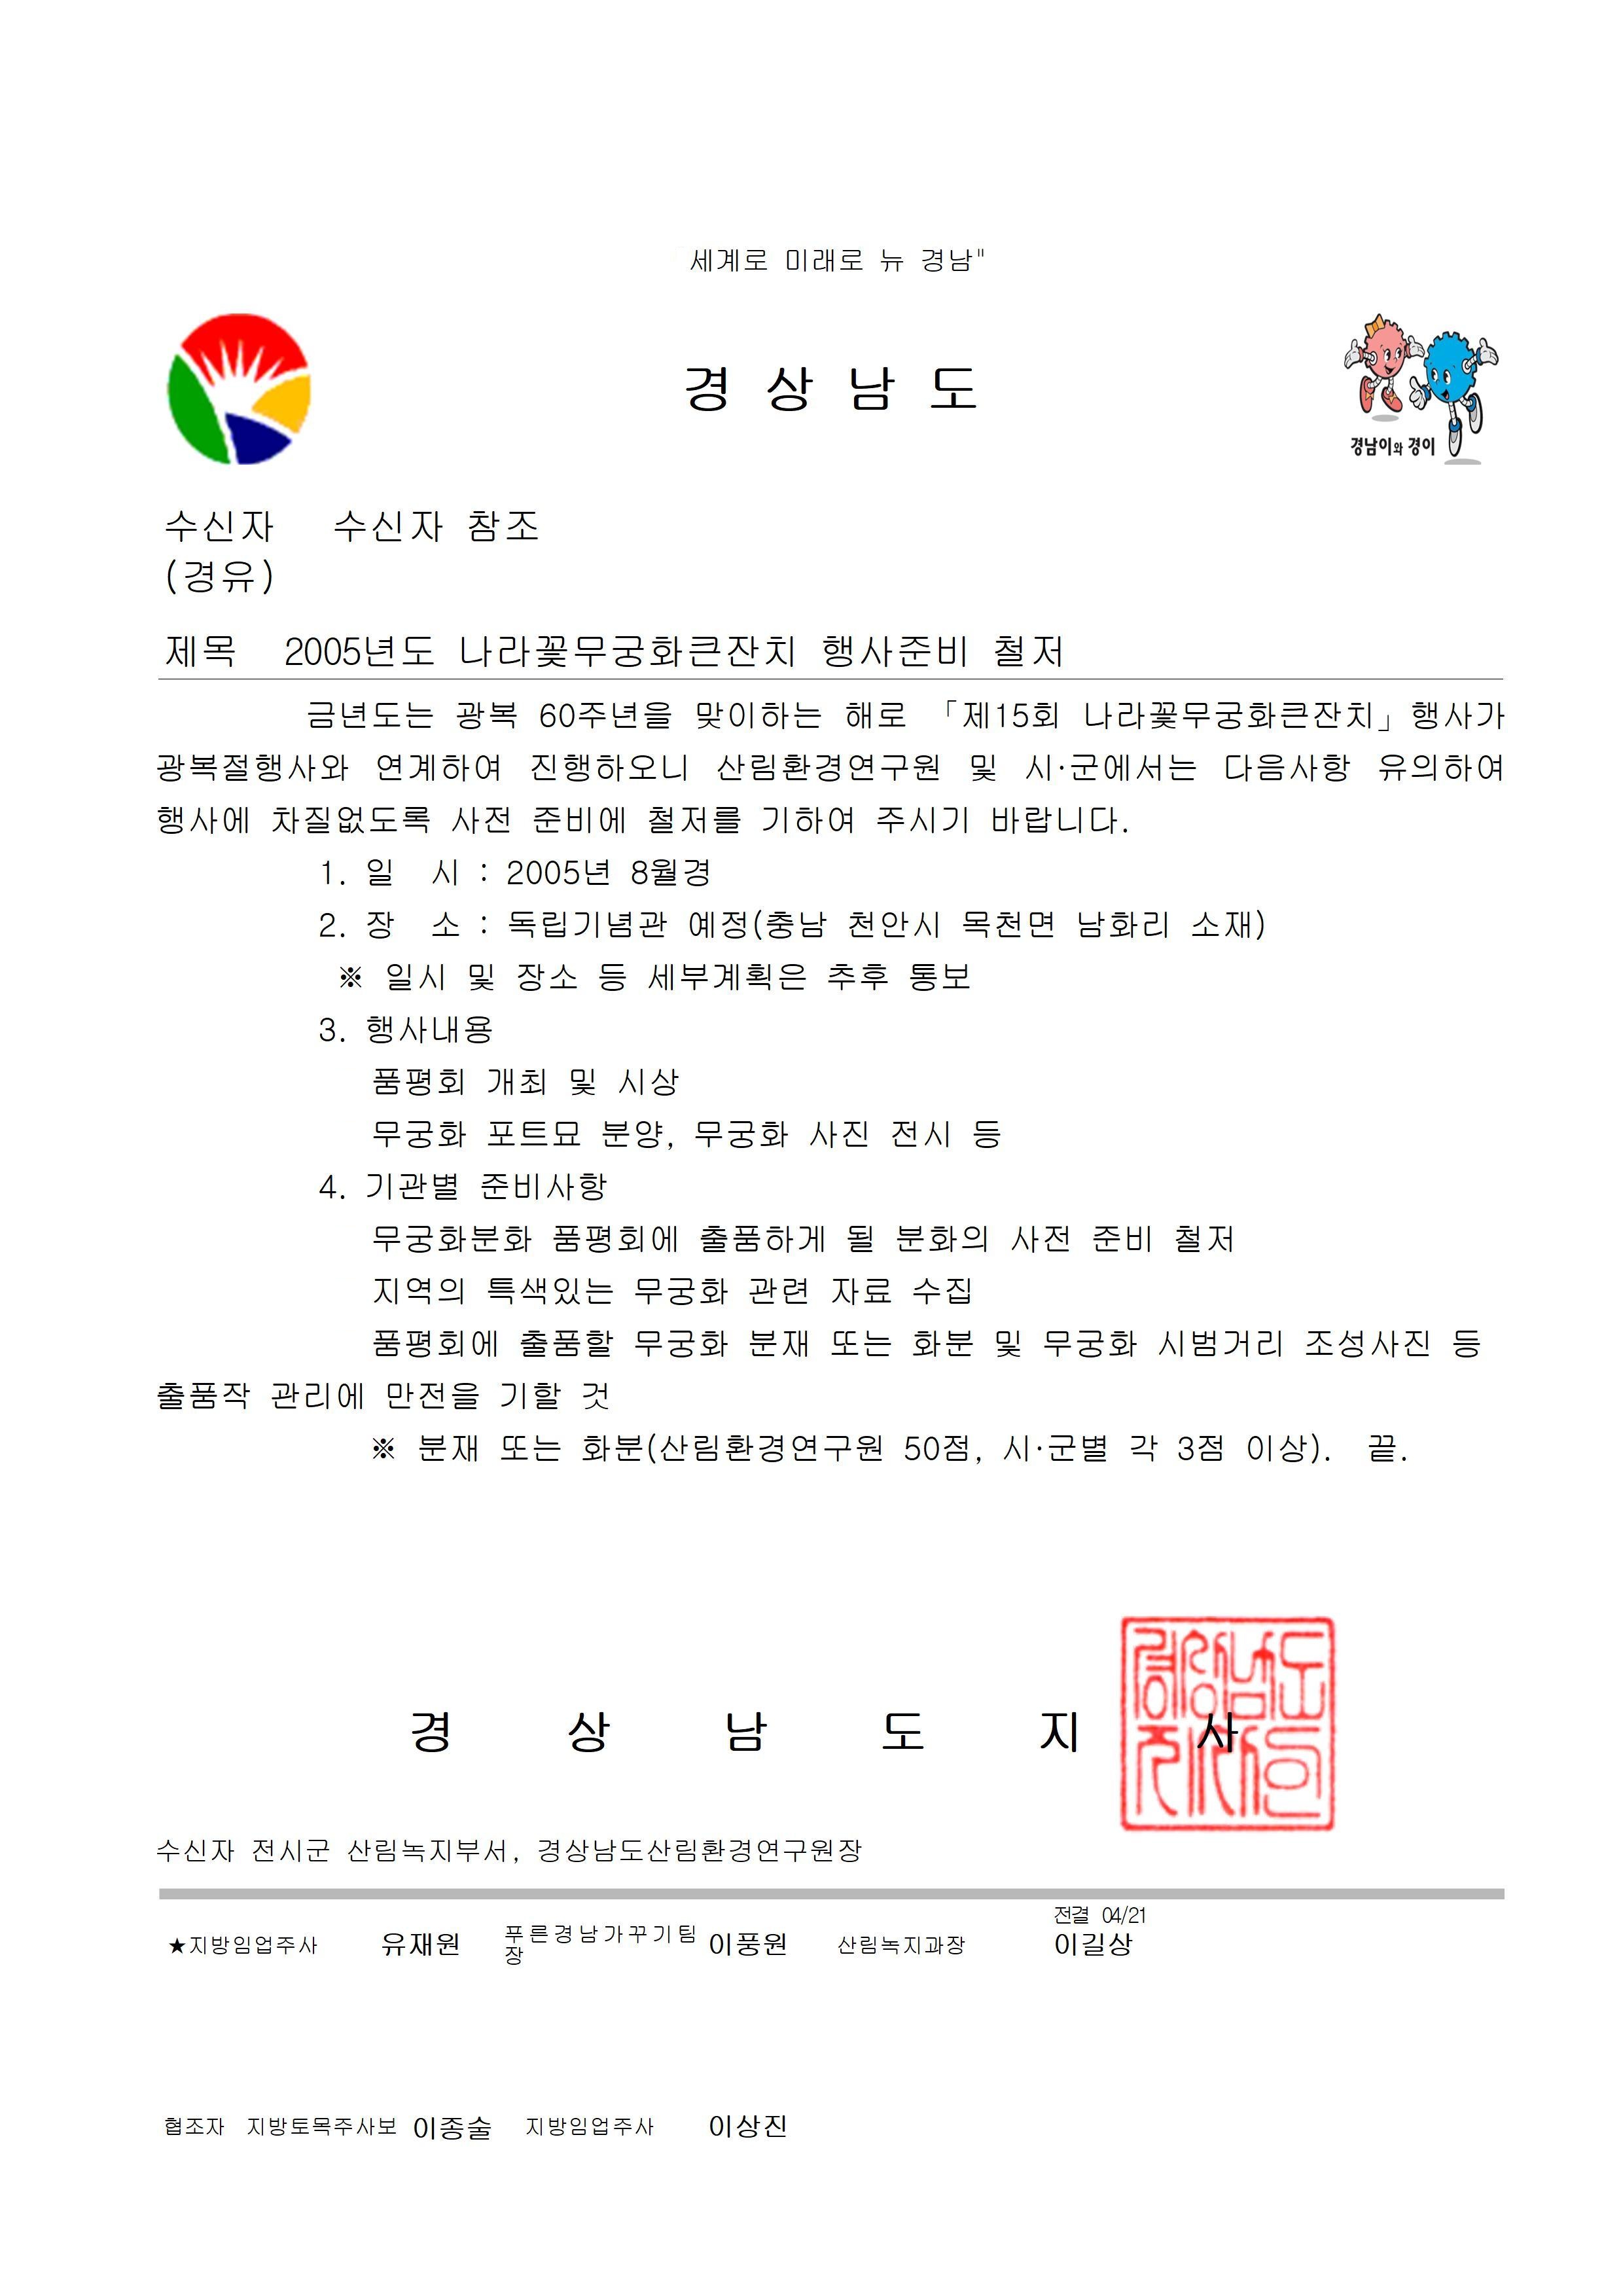 세계로 미래로 뉴 경남"
경 상 남 도
경남이와 경이
수신자 수신자 참조
(경유)
제목 2005년도 나라꽃무궁화큰잔치 행사준비 철저
금년도는 광복 60주년을 맞이하는 해로 「제15회 나라꽃무궁화큰잔치」행사가
광복절행사와 연계하여 진행하오니 산림환경연구원 및 시·군에서는 다음사항 유의하여
행사에 차질없도록 사전 준비에 철저를 기하여 주시기 바랍니다.
1. 일 시 : 2005년 8월경
2. 장 소 : 독립기념관 예정(충남 천안시 목천면 남화리 소재)
※ 일시 및 장소 등 세부계획은 추후 통보
3. 행사내용
품평회 개최 및 시상
무궁화 포트묘 분양, 무궁화 사진 전시 등
4. 기관별 준비사항
무궁화분화 품평회에 출품하게 될 분화의 사전 준비 철저
지역의 특색있는 무궁화 관련 자료 수집
품평회에 출품할 무궁화 분재 또는 화분 및 무궁화 시범거리 조성사진 등
출품작 관리에 만전을 기할 것
※ 분재 또는 화분(산림환경연구원 50점, 시·군별 각 3점 이상). 끝.
경 상 남 도 지 사
수신자 전시군 산림녹지부서, 경상남도산림환경연구원장
전결 04/21
★지방임업주사 유재원 푸른경남가꾸기팀 이풍원 산림녹지과장 이길상
장
협조자 지방토목주사보 이종술 지방임업주사 이상진